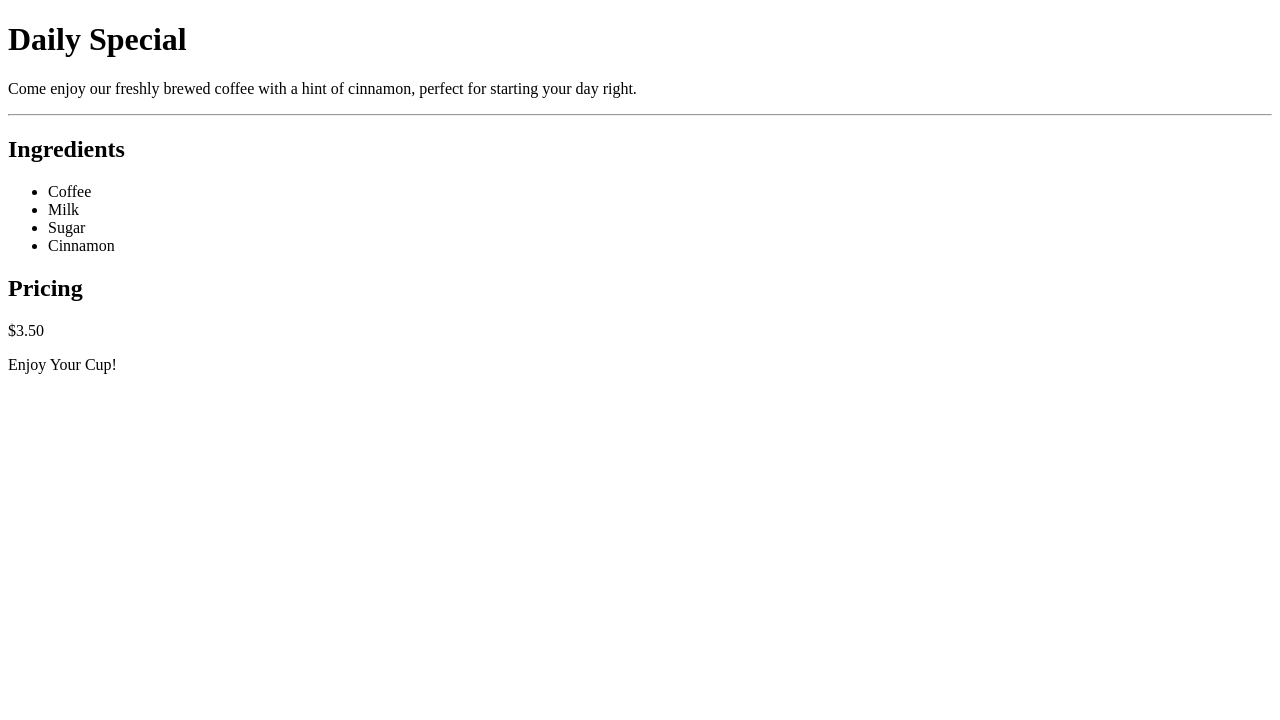 Daily Special
Come enjoy our freshly brewed coffee with a hint of cinnamon, perfect for starting your day right.
Ingredients
Coffee
Milk
Sugar
Cinnamon
Pricing
$3.50
Enjoy Your Cup!